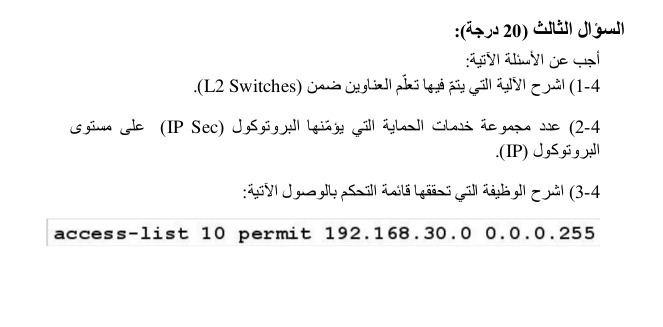 السؤال الثالث (20 درجة):
أجب عن الأسئلة الآتية:
4-1) اشرح الآلية التي يتمّ فيها تعلّم العناوين ضمن (L2 Switches).
4-2) عدد مجموعة خدمات الحماية التي يؤمّنها البروتوكول (IP Sec) على مستوى
البروتوكول (IP).
4-3) اشرح الوظيفة التي تحققها قائمة التحكم بالوصول الآتية:
access-list 10 permit 192.168.30.0 0.0.0.255